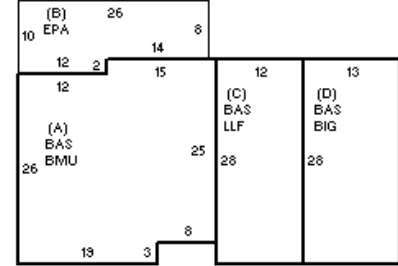 (B) 26
EPA
10 8
14
12 2
12 15 12 13
(C) (D)
BAS BAS
LLF BIG
(A)
BAS
BMU
25
26 28 28
8
19 3